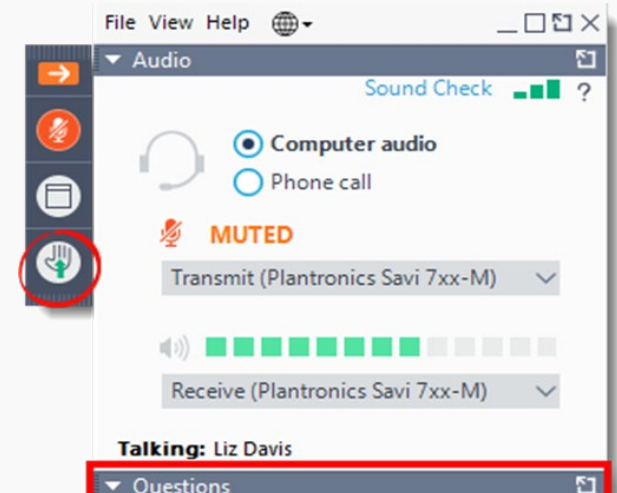 File View Help
Audio
Sound Check ?
Computer audio
Phone call
MUTED
Transmit (Plantronics Savi 7xx-M)
Receive (Plantronics Savi 7xx-M)
Talking: Liz Davis
Questions